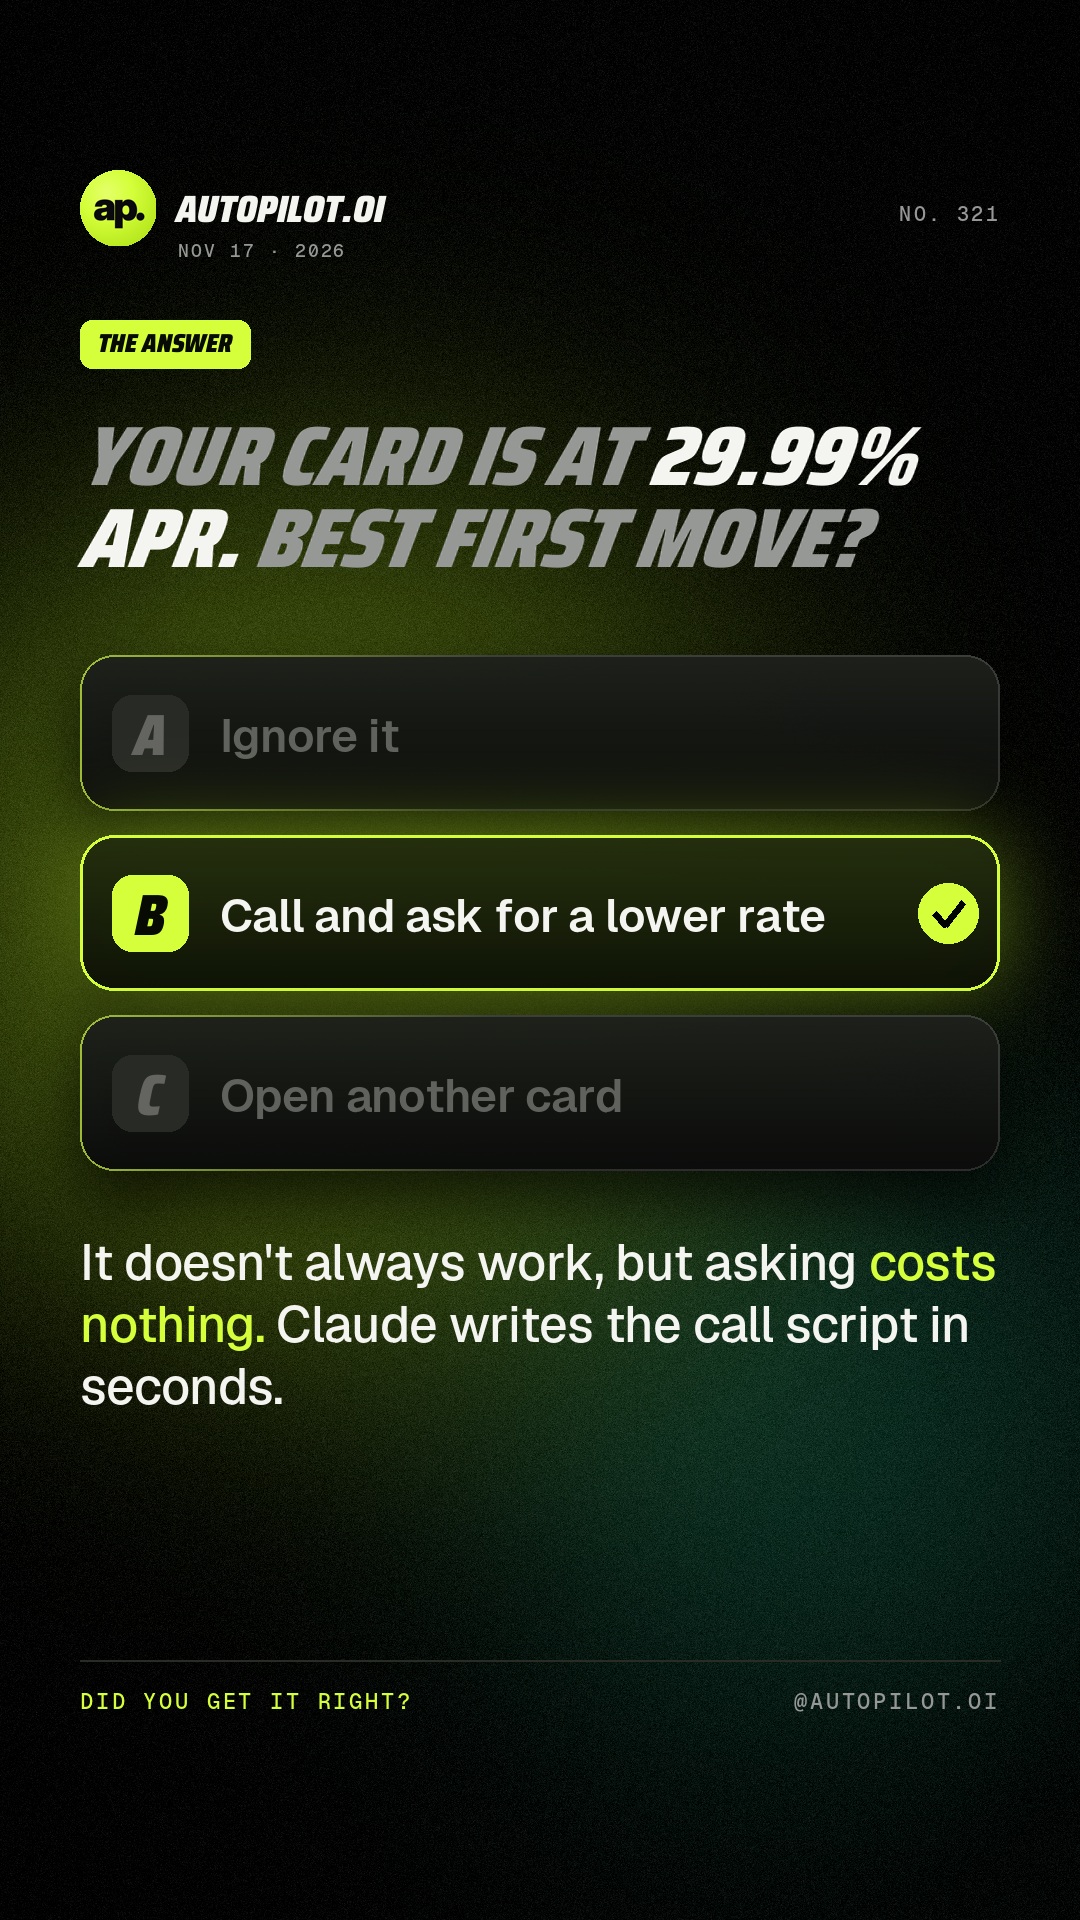 ap.
AUTOPILOT.OI
NOV 17 · 2026
NO. 321
THE ANSWER
YOUR CARD IS AT 29.99%
APR. BEST FIRST MOVE?
A Ignore it
B Call and ask for a lower rate
C Open another card
It doesn't always work, but asking costs
nothing. Claude writes the call script in
seconds.
DID YOU GET IT RIGHT?
@AUTOPILOT.OI